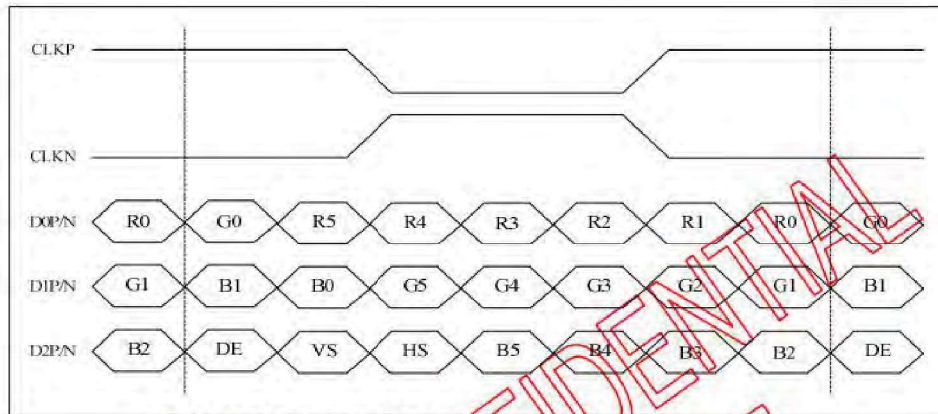 CLKP
CLKN
D0P/N R0 G0 R5 R4 R3 R2 R1 R0 G0
D1P/N G1 B1 B0 G5 G4 G3 G2 G1 B1
D2P/N B2 DE VS HS B5 B4 B3 B2 DE
FIDENTIAL